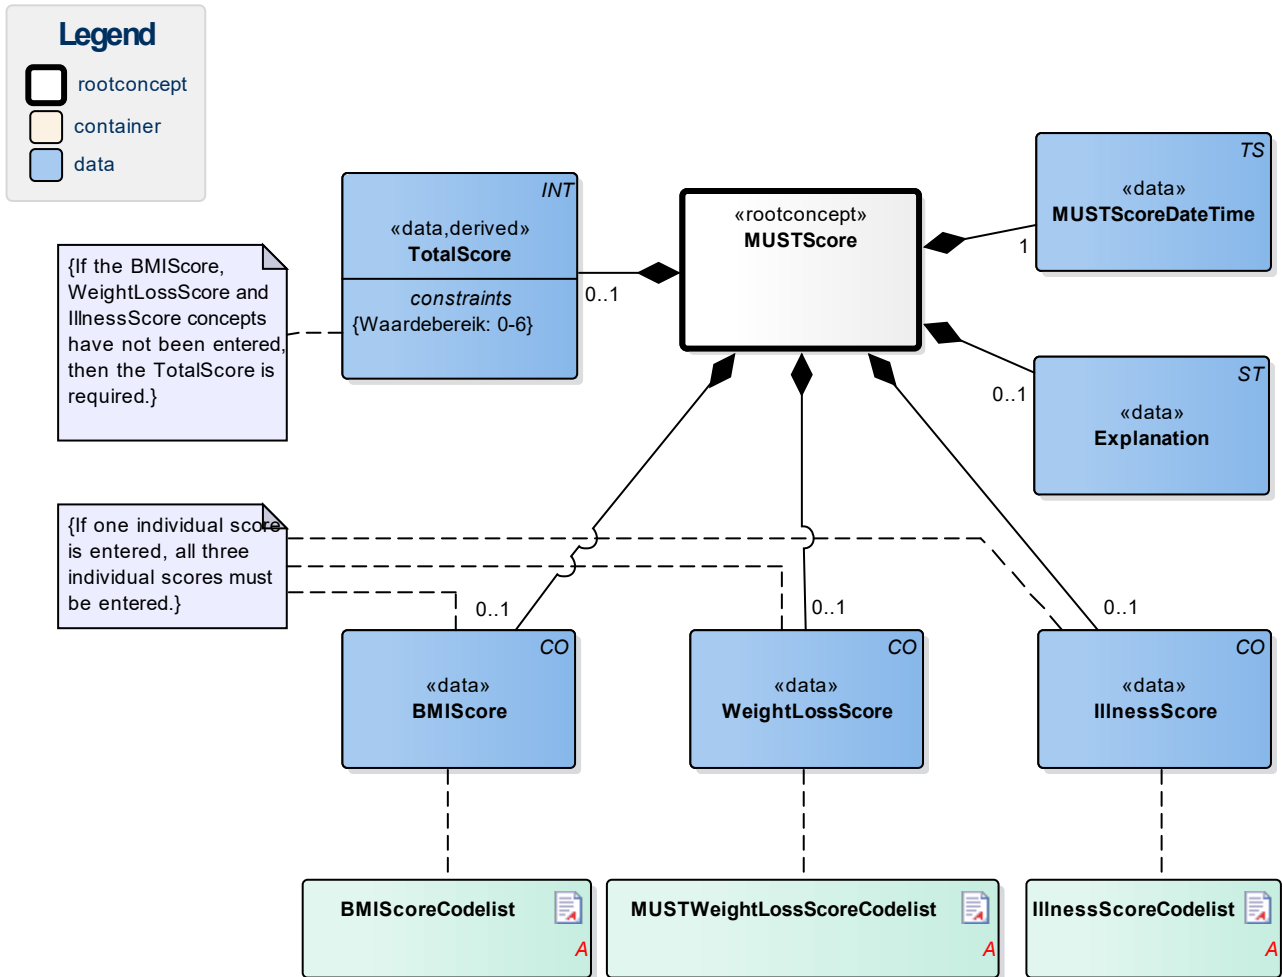 Legend
rootconcept
container
data
INT
«data,derived»
TotalScore
constraints
{Waardebereik: 0-6}
0..1
«rootconcept»
MUSTScore
TS
«data»
MUSTScoreDateTime
1
{If the BMIScore,
WeightLossScore and
IllnessScore concepts
have not been entered,
then the TotalScore is
required.}
ST
«data»
Explanation
0..1
{If one individual score
is entered, all three
individual scores must
be entered.}
0..1
0..1
0..1
CO
«data»
BMIScore
CO
«data»
WeightLossScore
CO
«data»
IllnessScore
BMIScoreCodelist
A
MUSTWeightLossScoreCodelist
A
IllnessScoreCodelist
A